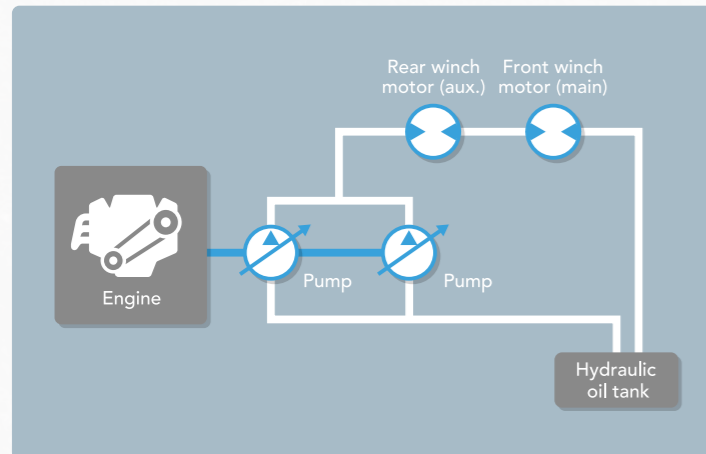 Rear winch
motor (aux.)
Front winch
motor (main)
Engine
Pump
Pump
Hydraulic
oil tank